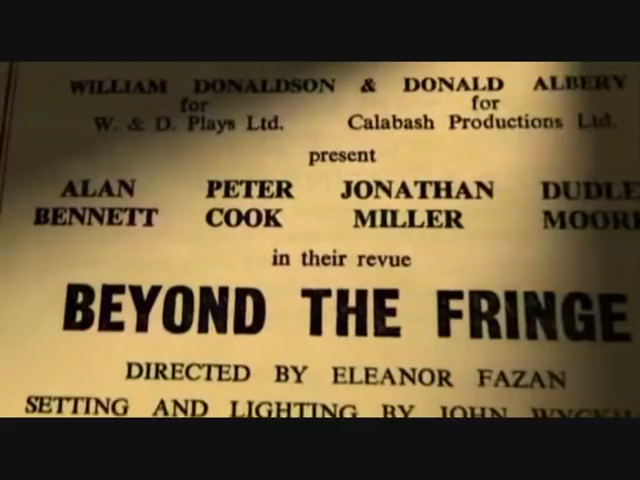 WILLIAM DONALDSON & DONALD ALBERY
for for
W. & D. Plays Ltd. Calabash Productions Ltd.
present
ALAN PETER JONATHAN DUDLE
BENNETT COOK MILLER MOOR
in their revue
BEYOND THE FRINGE
DIRECTED BY ELEANOR FAZAN
SETTING AND LIGHTING BY JOHN WYCKH